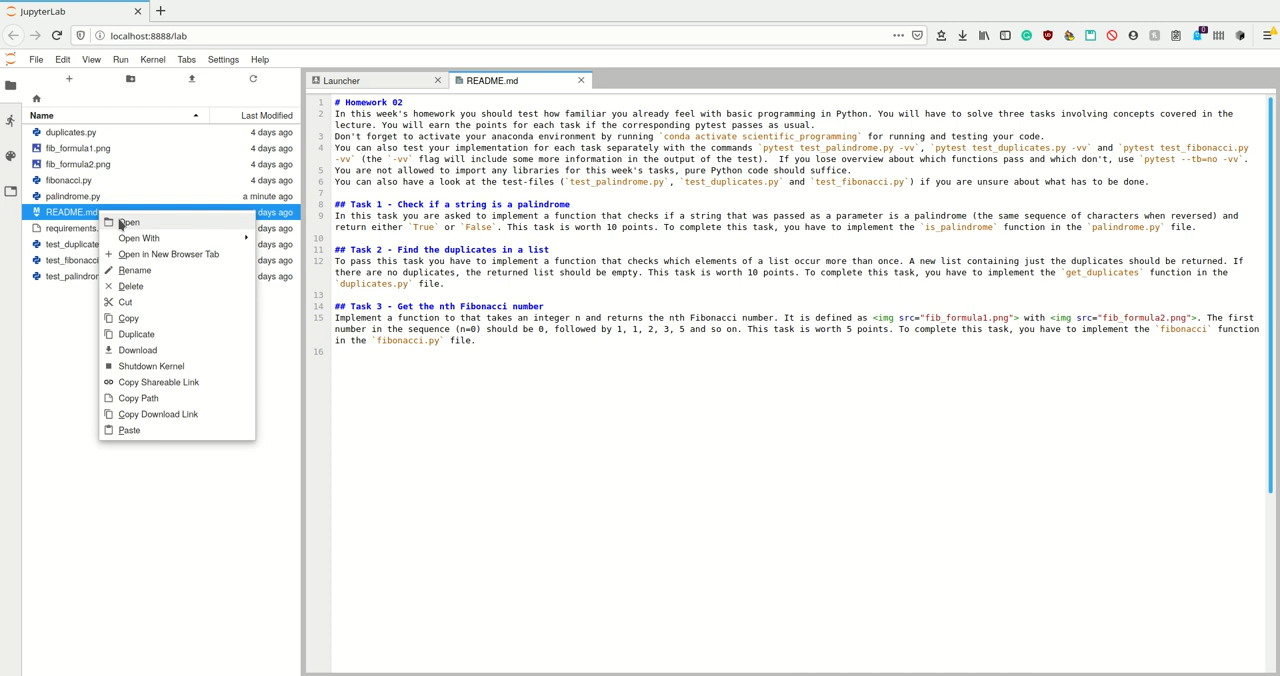 JupyterLab
localhost:8888/lab
0
File Edit View Run Kernel Tabs Settings Help
Name Last Modified
duplicates.py 4 days ago
fib_formula1.png 4 days ago
fib_formula2.png 4 days ago
fibonacci.py 4 days ago
palindrome.py a minute ago
README.md days ago
requirements. days ago
test_duplicate days ago
test_fibonacci days ago
test_palindror days ago
Open
Open With
Open in New Browser Tab
Rename
Delete
Cut
Copy
Duplicate
Download
Shutdown Kernel
Copy Shareable Link
Copy Path
Copy Download Link
Paste
Launcher README.md
1 # Homework 02
2 In this week's homework you should test how familiar you already feel with basic programming in Python. You will have to solve three tasks involving concepts covered in the
lecture. You will earn the points for each task if the corresponding pytest passes as usual.
3 Don't forget to activate your anaconda environment by running `conda activate scientific_programming` for running and testing your code.
4 You can also test your implementation for each task separately with the commands `pytest test_palindrome.py -vv`, `pytest test_duplicates.py -vv` and `pytest test_fibonacci.py
-vv` (the `-vv` flag will include some more information in the output of the test).  If you lose overview about which functions pass and which don't, use `pytest --tb=no -vv`.
5 You are not allowed to import any libraries for this week's tasks, pure Python code should suffice.
6 You can also have a look at the test-files (`test_palindrome.py`, `test_duplicates.py` and `test_fibonacci.py`) if you are unsure about what has to be done.
7
8 ## Task 1 - Check if a string is a palindrome
9 In this task you are asked to implement a function that checks if a string that was passed as a parameter is a palindrome (the same sequence of characters when reversed) and
return either `True` or `False`. This task is worth 10 points. To complete this task, you have to implement the `is_palindrome` function in the `palindrome.py` file.
10
11 ## Task 2 - Find the duplicates in a list
12 To pass this task you have to implement a function that checks which elements of a list occur more than once. A new list containing just the duplicates should be returned. If
there are no duplicates, the returned list should be empty. This task is worth 10 points. To complete this task, you have to implement the `get_duplicates` function in the
`duplicates.py` file.
13
14 ## Task 3 - Get the nth Fibonacci number
15 Implement a function to that takes an integer n and returns the nth Fibonacci number. It is defined as <img src="fib_formula1.png"> with <img src="fib_formula2.png">. The first
number in the sequence (n=0) should be 0, followed by 1, 1, 2, 3, 5 and so on. This task is worth 5 points. To complete this task, you have to implement the `fibonacci` function
in the `fibonacci.py` file.
16